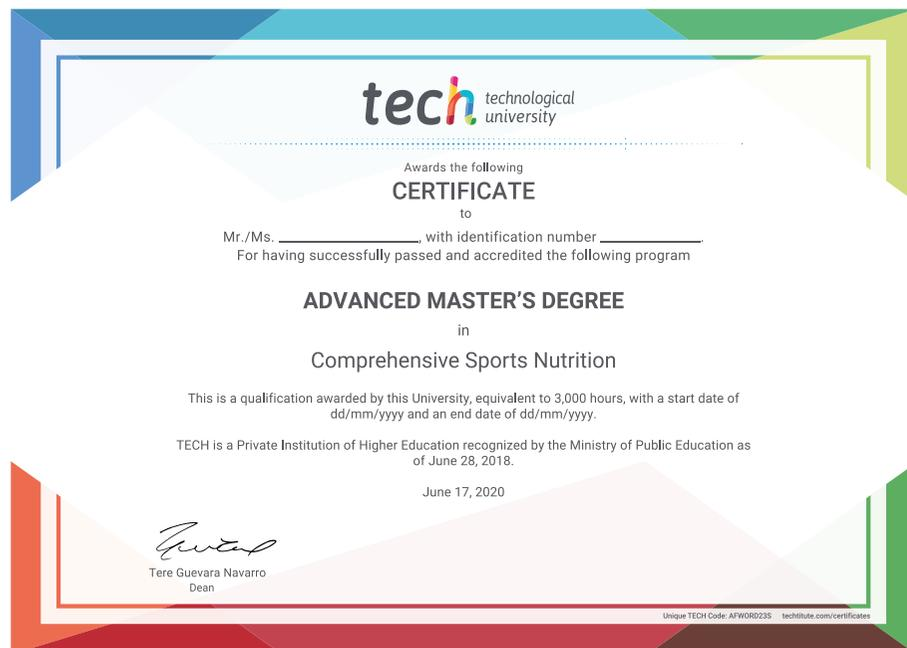 tech technological
university
Awards the following
CERTIFICATE
to
Mr./Ms. ____________________, with identification number ______________.
For having successfully passed and accredited the following program
ADVANCED MASTER'S DEGREE
in
Comprehensive Sports Nutrition
This is a qualification awarded by this University, equivalent to 3,000 hours, with a start date of
dd/mm/yyyy and an end date of dd/mm/yyyy.
TECH is a Private Institution of Higher Education recognized by the Ministry of Public Education as
of June 28, 2018.
June 17, 2020
Tere Guevara Navarro
Dean
Unique TECH Code: AFWORD23S techtitute.com/certificates